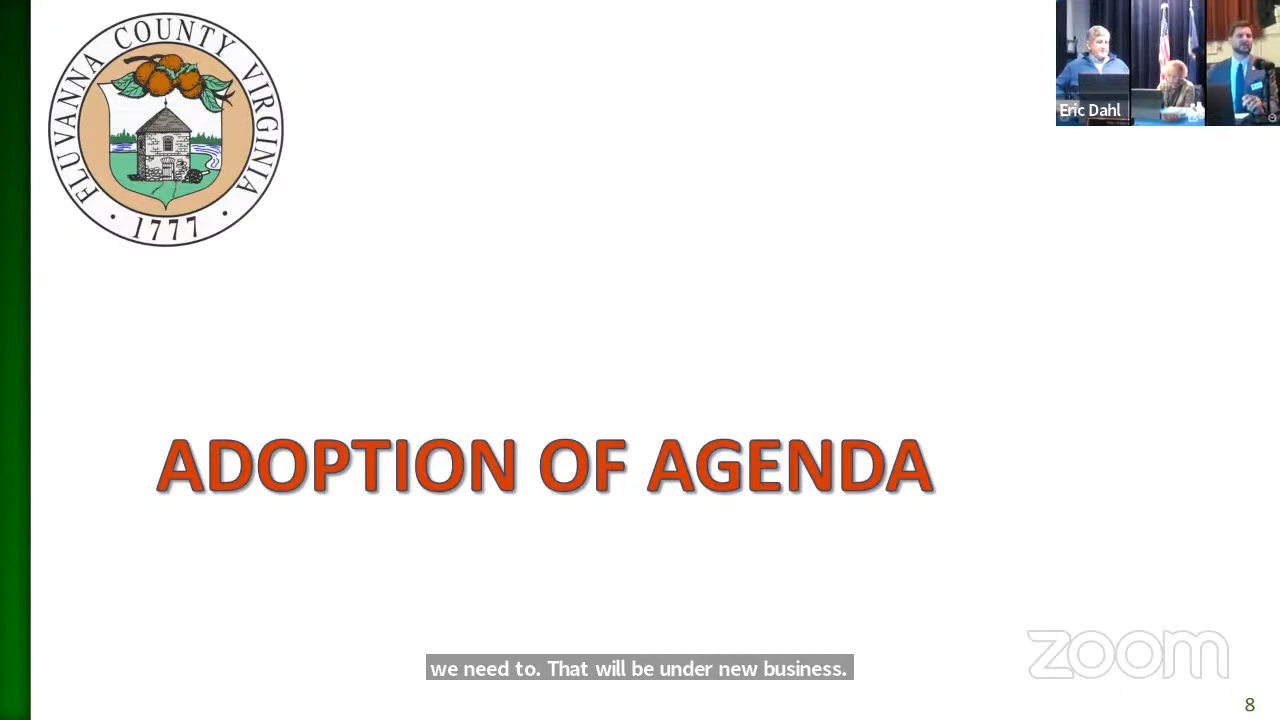 FLUVANNA COUNTY VIRGINIA
· 1777 ·
Eric Dahl
ADOPTION OF AGENDA
we need to. That will be under new business.
zoom
8